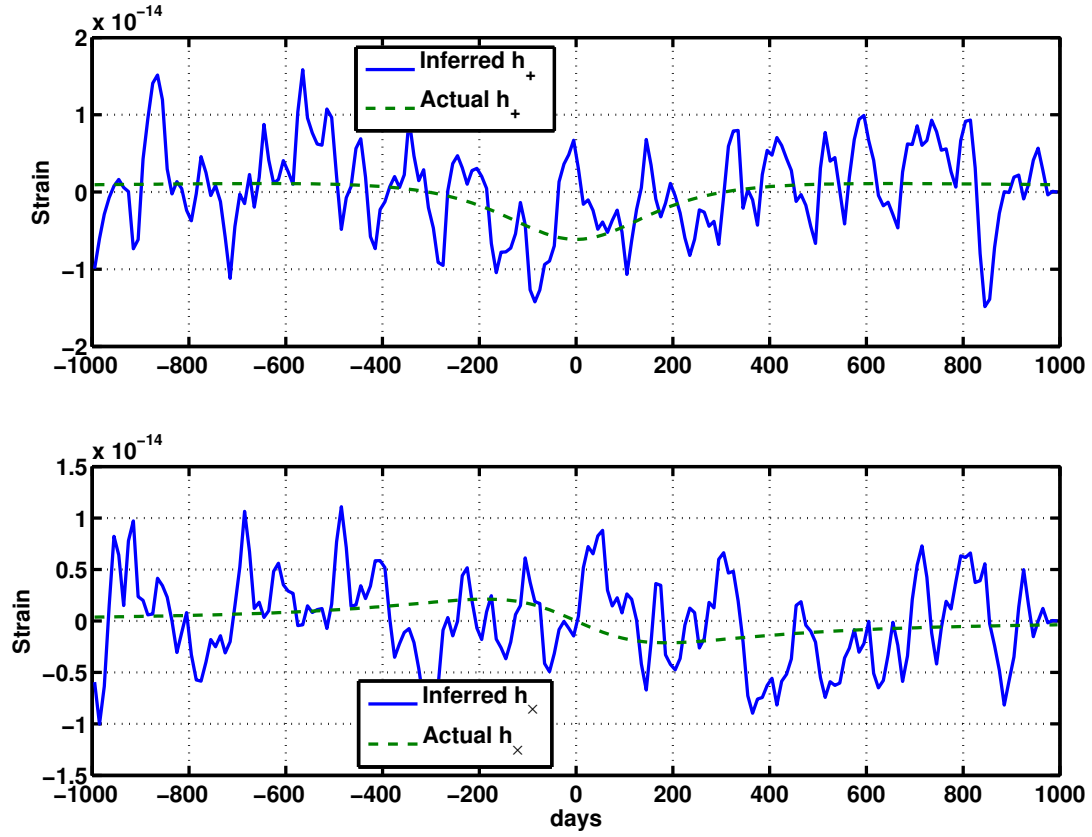 x 10⁻¹⁴
2
1
0
−1
−2
Strain
Inferred h₊
Actual h₊
−1000 −800 −600 −400 −200 0 200 400 600 800 1000
x 10⁻¹⁴
1.5
1
0.5
0
−0.5
−1
−1.5
Strain
Inferred h×
Actual h×
−1000 −800 −600 −400 −200 0 200 400 600 800 1000
days